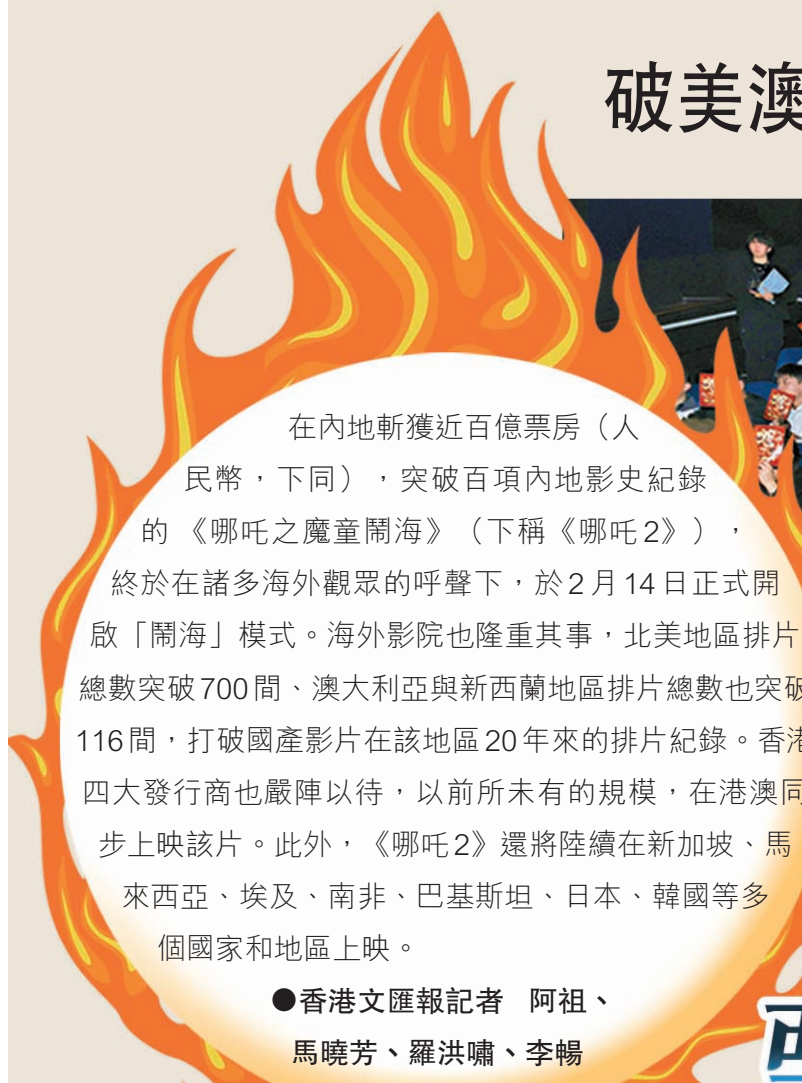 破美澳
在內地斬獲近百億票房（人
民幣，下同），突破百項內地影史紀錄
的 《哪吒之魔童鬧海》（下稱《哪吒2》），
終於在諸多海外觀眾的呼聲下，於2月14日正式開
啟「鬧海」模式。海外影院也隆重其事，北美地區排片
總數突破700間、澳大利亞與新西蘭地區排片總數也突破
116間，打破國產影片在該地區20年來的排片紀錄。香港
四大發行商也嚴陣以待，以前所未有的規模，在港澳同
步上映該片。此外，《哪吒2》還將陸續在新加坡、馬
來西亞、埃及、南非、巴基斯坦、日本、韓國等多
個國家和地區上映。
●香港文匯報記者　阿祖、
馬曉芳、羅洪嘯、李暢